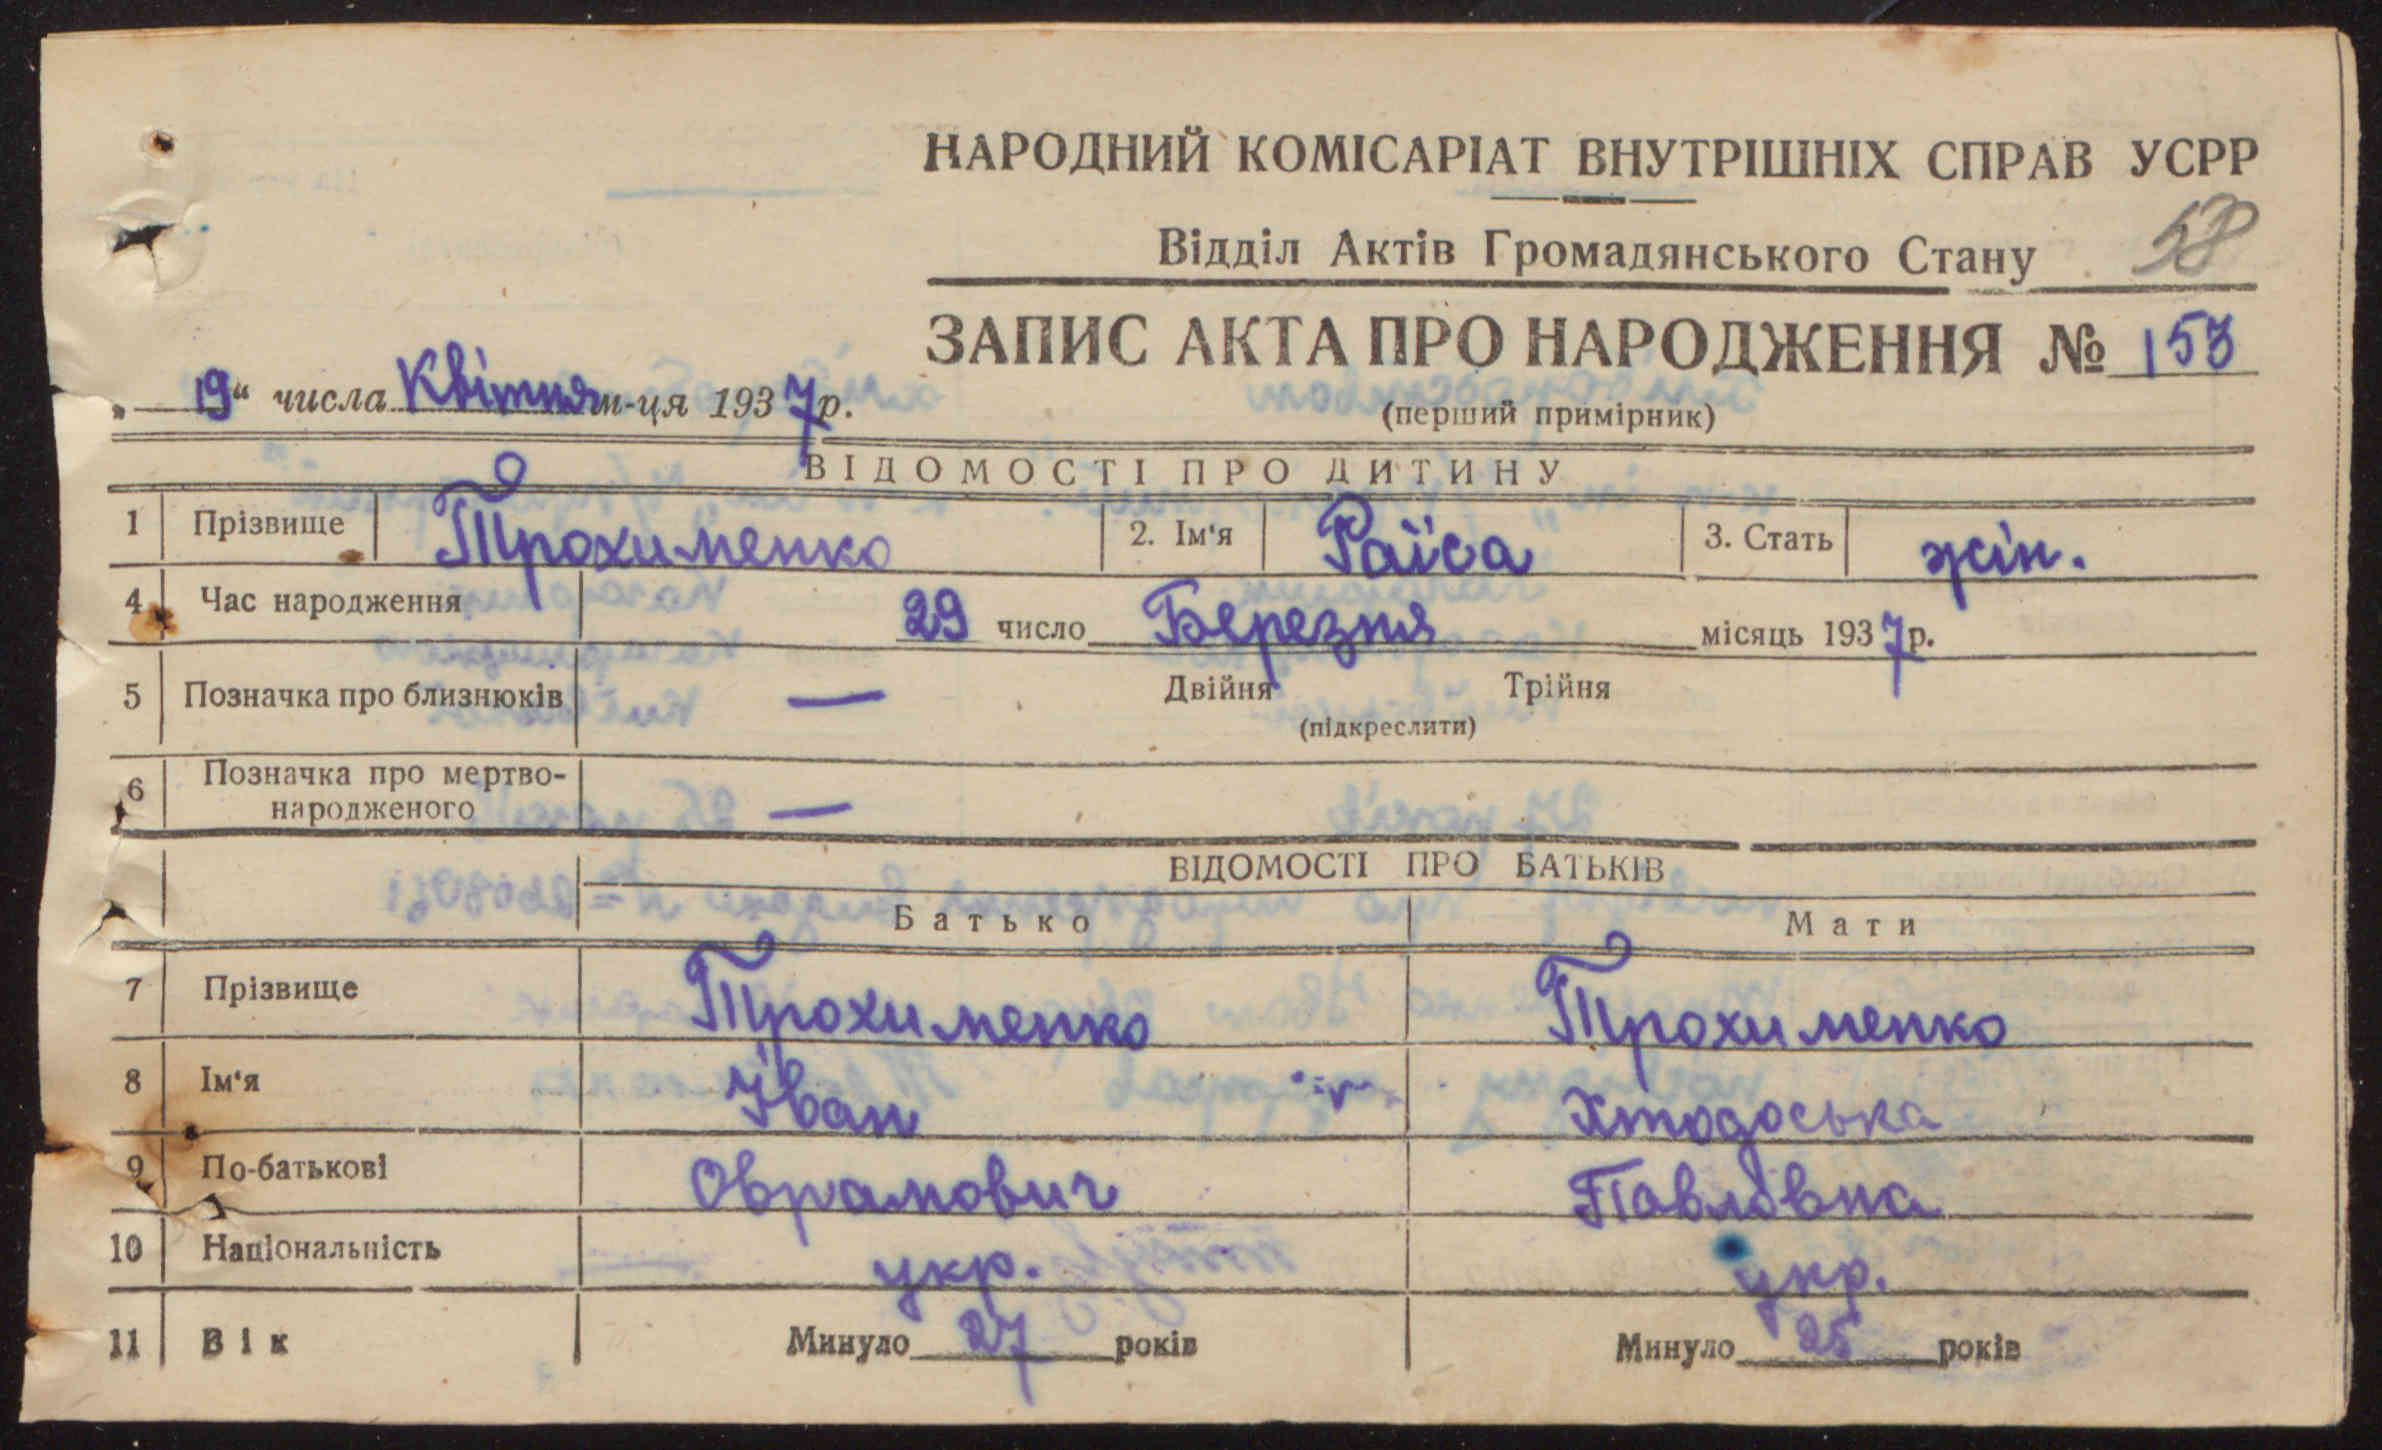 НАРОДНИЙ КОМІСАРІАТ ВНУТРІШНІХ СПРАВ УСРР
Відділ Актів Громадянського Стану 58
ЗАПИС АКТА ПРО НАРОДЖЕННЯ № 153
„ 19 “ числа Квітня м-ця 1937 р.
(перший примірник)
ВІДОМОСТІ ПРО ДИТИНУ
1 Прізвище Трохименко 2. Ім'я Раїса 3. Стать жін.
4 Час народження 29 число Березня місяць 1937 р.
5 Позначка про близнюків — Двійня Трійня
(підкреслити)
6 Позначка про мертво-
народженого —
ВІДОМОСТІ ПРО БАТЬКІВ
Батько Мати
7 Прізвище Трохименко Трохименко
8 Ім'я Іван
9 По-батькові Оврамович Павловна
10 Національність укр. укр.
11 Вік Минуло 27 років Минуло 25 років